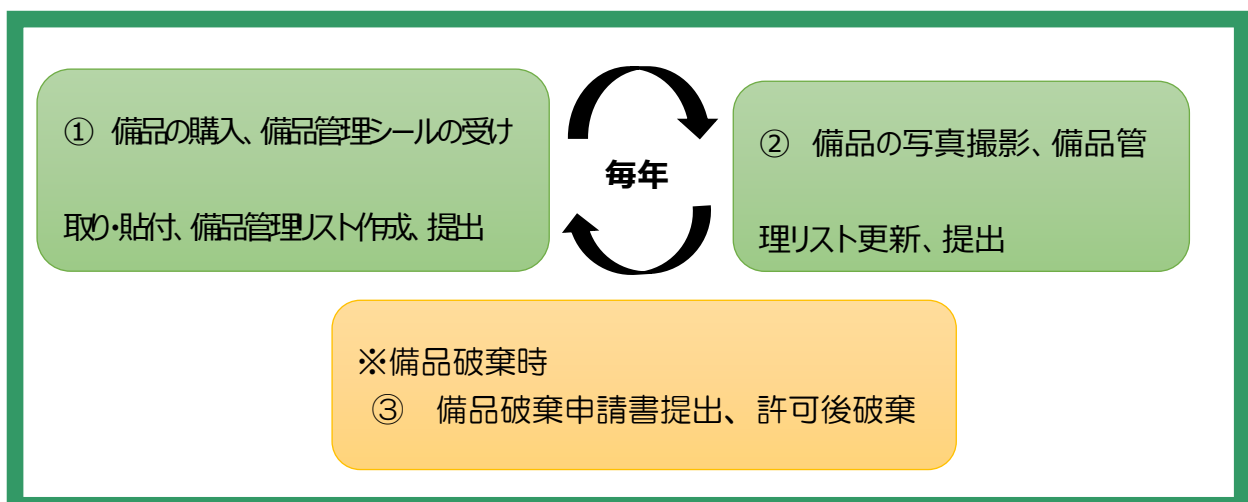 ① 備品の購入、備品管理シールの受け
取り・貼付、備品管理リスト作成、提出
毎年
② 備品の写真撮影、備品管
理リスト更新、提出
※備品破棄時
③ 備品破棄申請書提出、許可後破棄